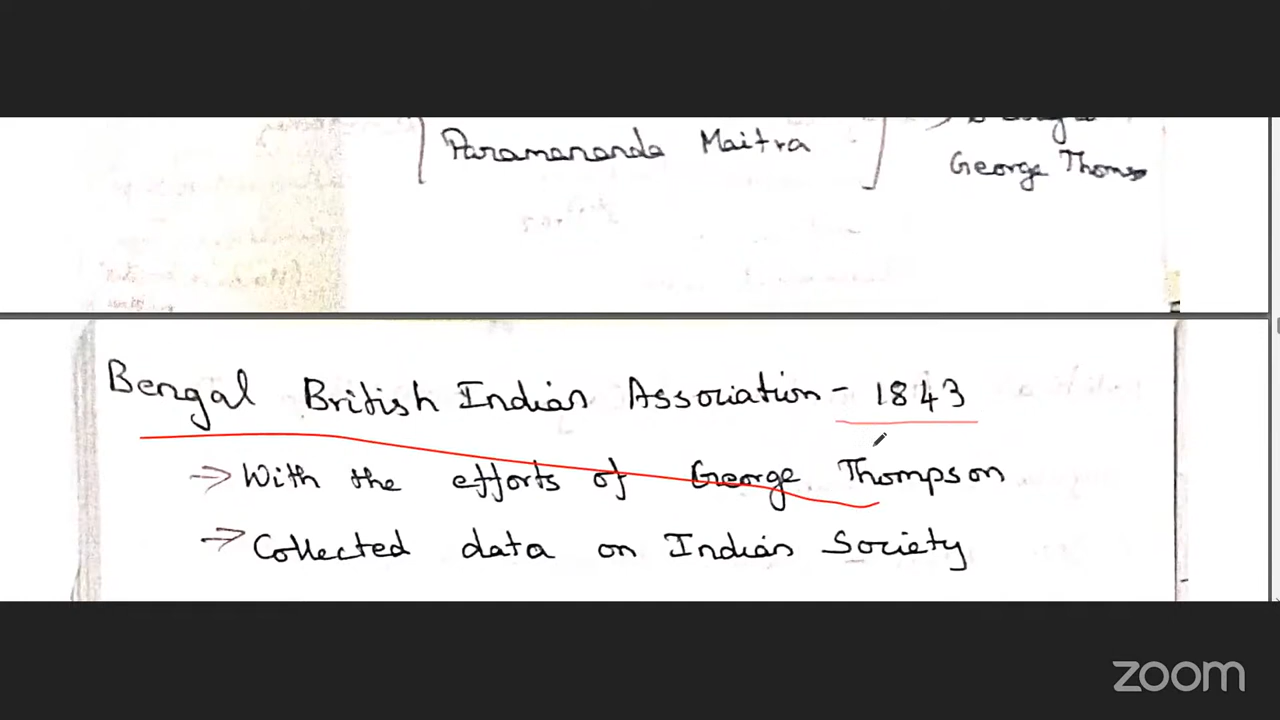 Paramananda Maitra
George Thoms
Bengal British Indian Association - 1843
→ With the efforts of George Thompson
→ Collected data on Indian Society
zoom